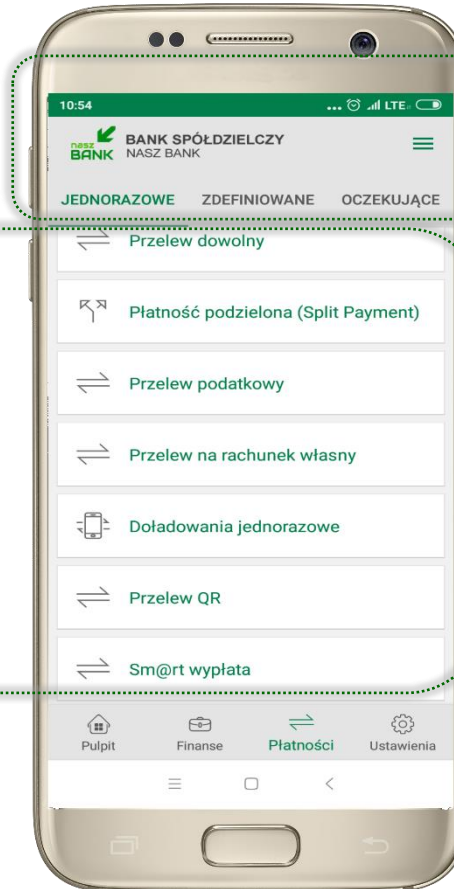 10:54 ... LTE
nasz BANK BANK SPÓŁDZIELCZY
NASZ BANK
JEDNORAZOWE ZDEFINIOWANE OCZEKUJĄCE
Przelew dowolny
Płatność podzielona (Split Payment)
Przelew podatkowy
Przelew na rachunek własny
Doładowania jednorazowe
Przelew QR
Sm@rt wypłata
Pulpit Finanse Płatności Ustawienia